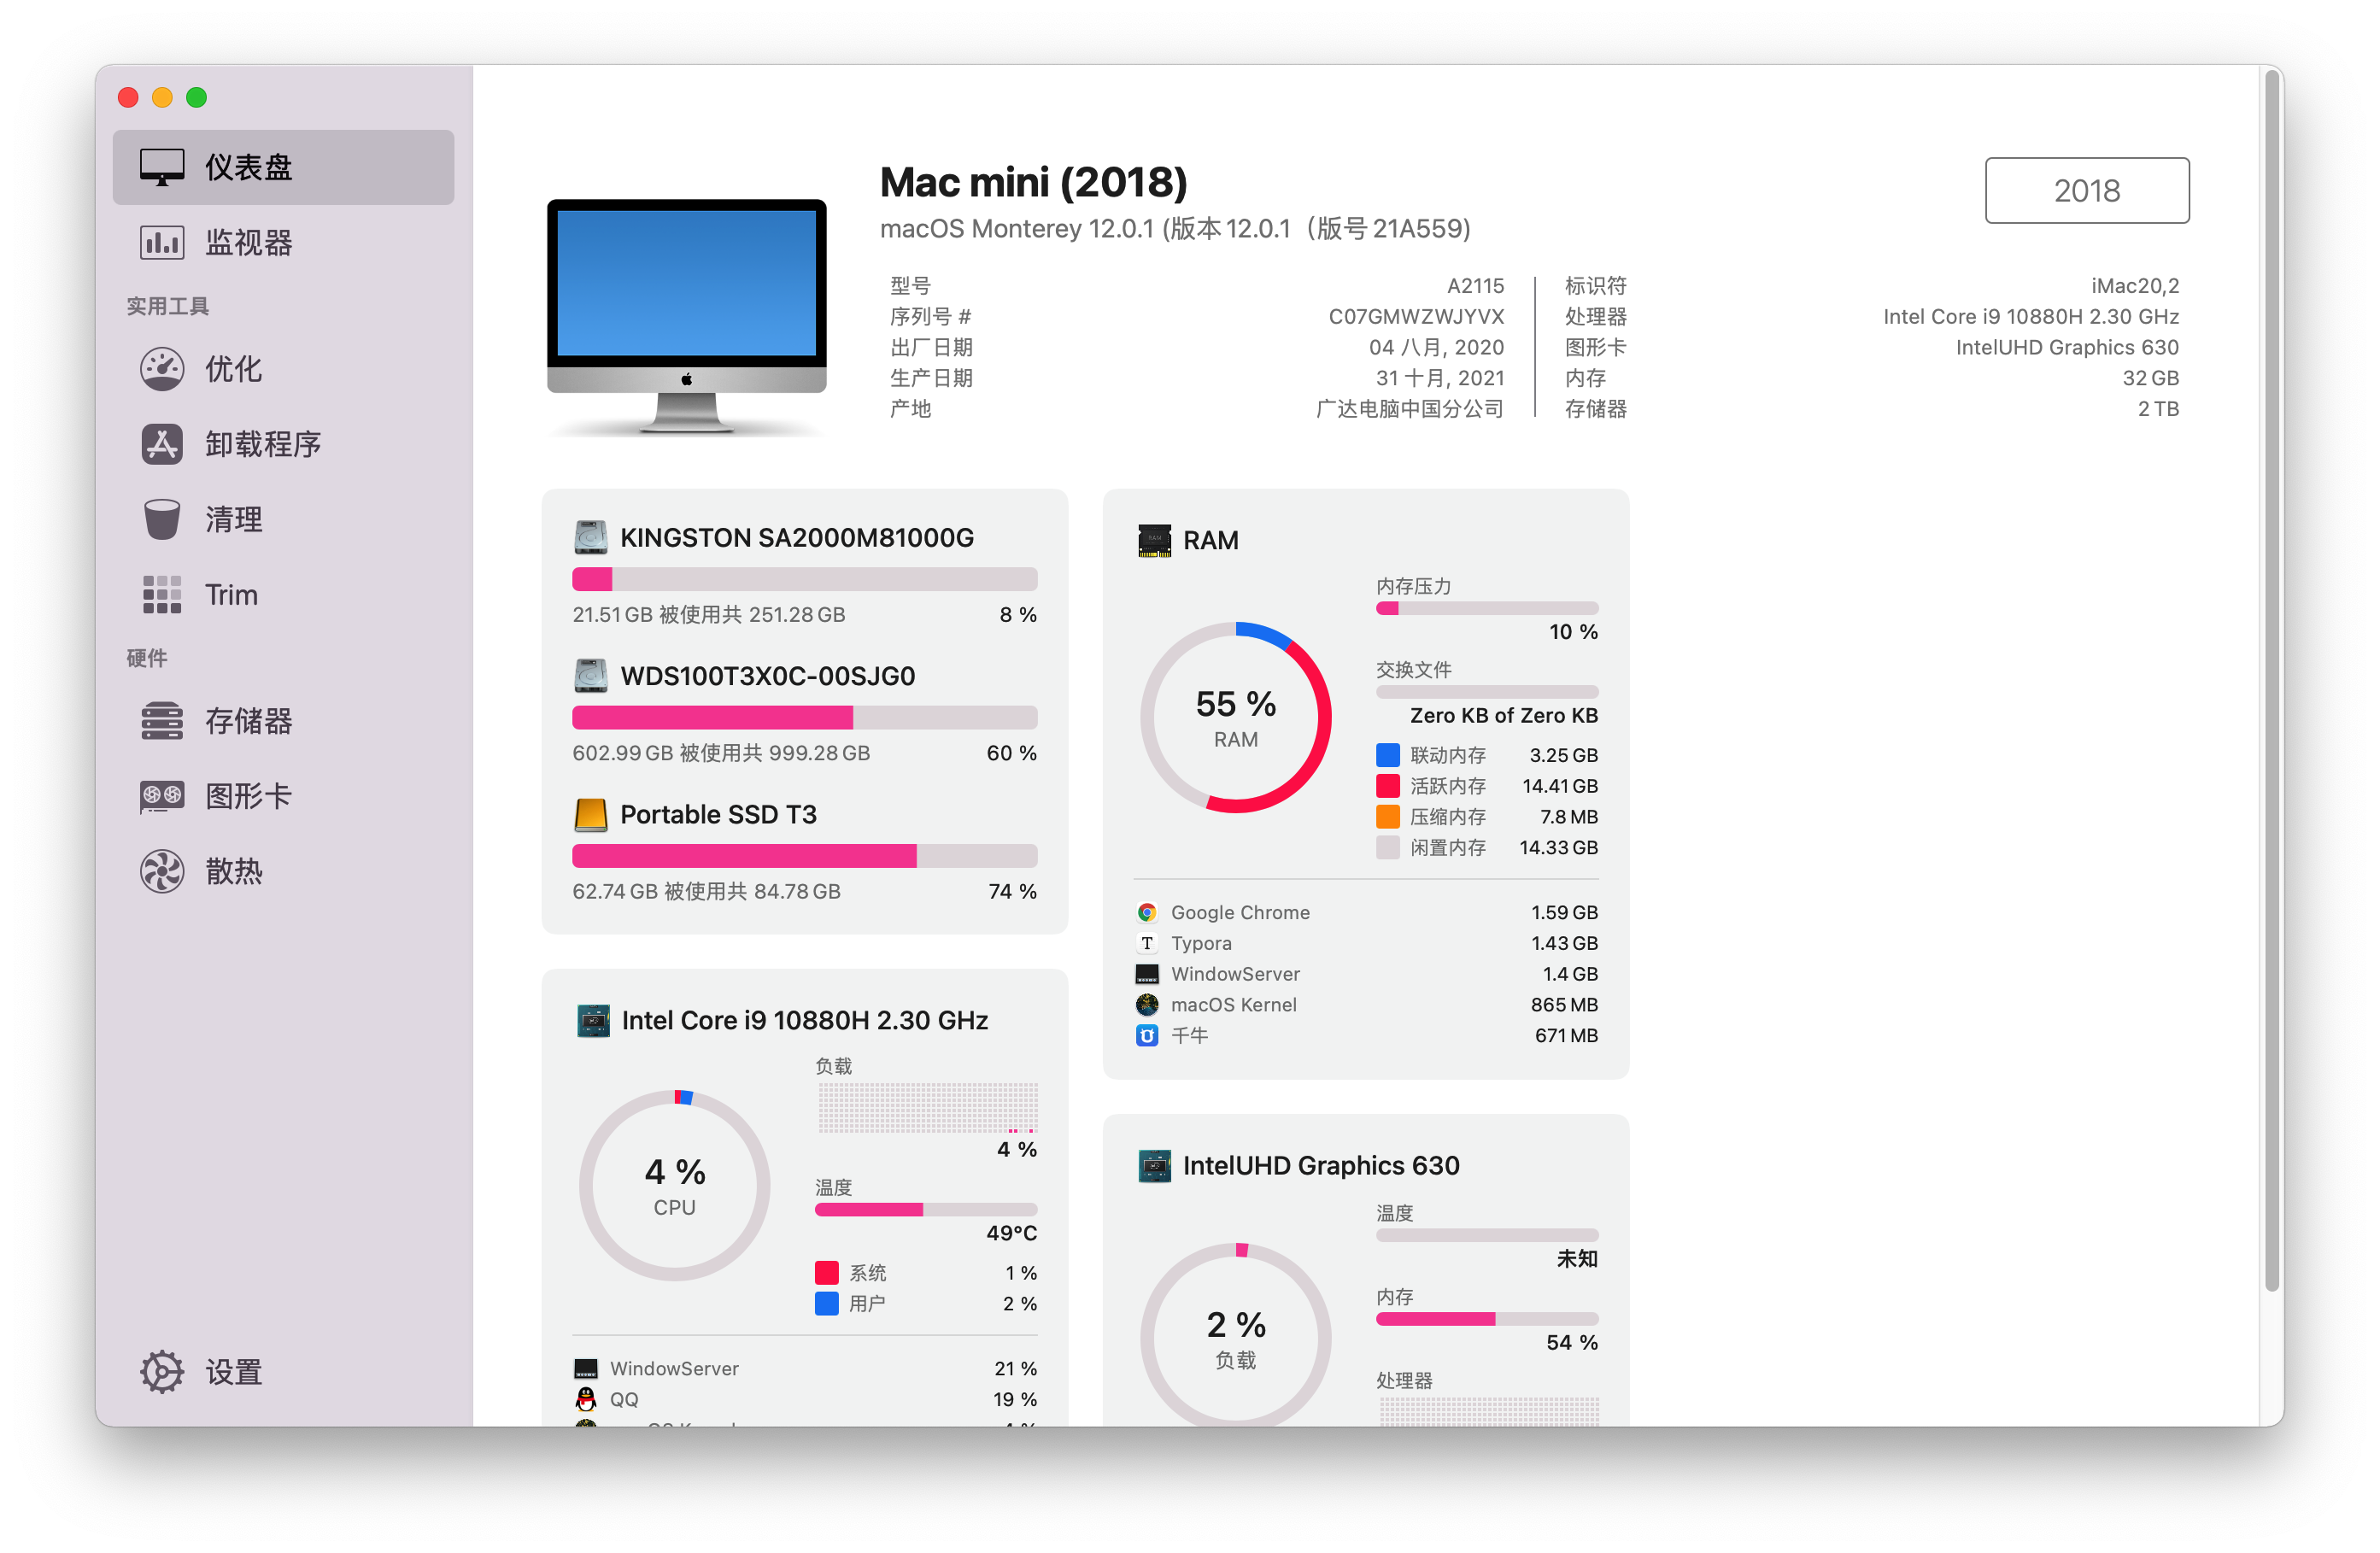 仪表盘
监视器
实用工具
优化
卸载程序
清理
Trim
硬件
存储器
图形卡
散热
设置
Mac mini (2018)
macOS Monterey 12.0.1 (版本 12.0.1（版号 21A559)
2018
型号 A2115
序列号 # C07GMWZWJYVX
出厂日期 04 八月, 2020
生产日期 31 十月, 2021
产地 广达电脑中国分公司
标识符 iMac20,2
处理器 Intel Core i9 10880H 2.30 GHz
图形卡 IntelUHD Graphics 630
内存 32 GB
存储器 2 TB
KINGSTON SA2000M81000G
21.51 GB 被使用共 251.28 GB 8 %
WDS100T3X0C-00SJG0
602.99 GB 被使用共 999.28 GB 60 %
Portable SSD T3
62.74 GB 被使用共 84.78 GB 74 %
Intel Core i9 10880H 2.30 GHz
4 %
CPU
负载
4 %
温度
49°C
系统 1 %
用户 2 %
WindowServer 21 %
QQ 19 %
RAM
55 %
RAM
内存压力
10 %
交换文件
Zero KB of Zero KB
联动内存 3.25 GB
活跃内存 14.41 GB
压缩内存 7.8 MB
闲置内存 14.33 GB
Google Chrome 1.59 GB
Typora 1.43 GB
WindowServer 1.4 GB
macOS Kernel 865 MB
千牛 671 MB
IntelUHD Graphics 630
2 %
负载
温度
未知
内存
54 %
处理器